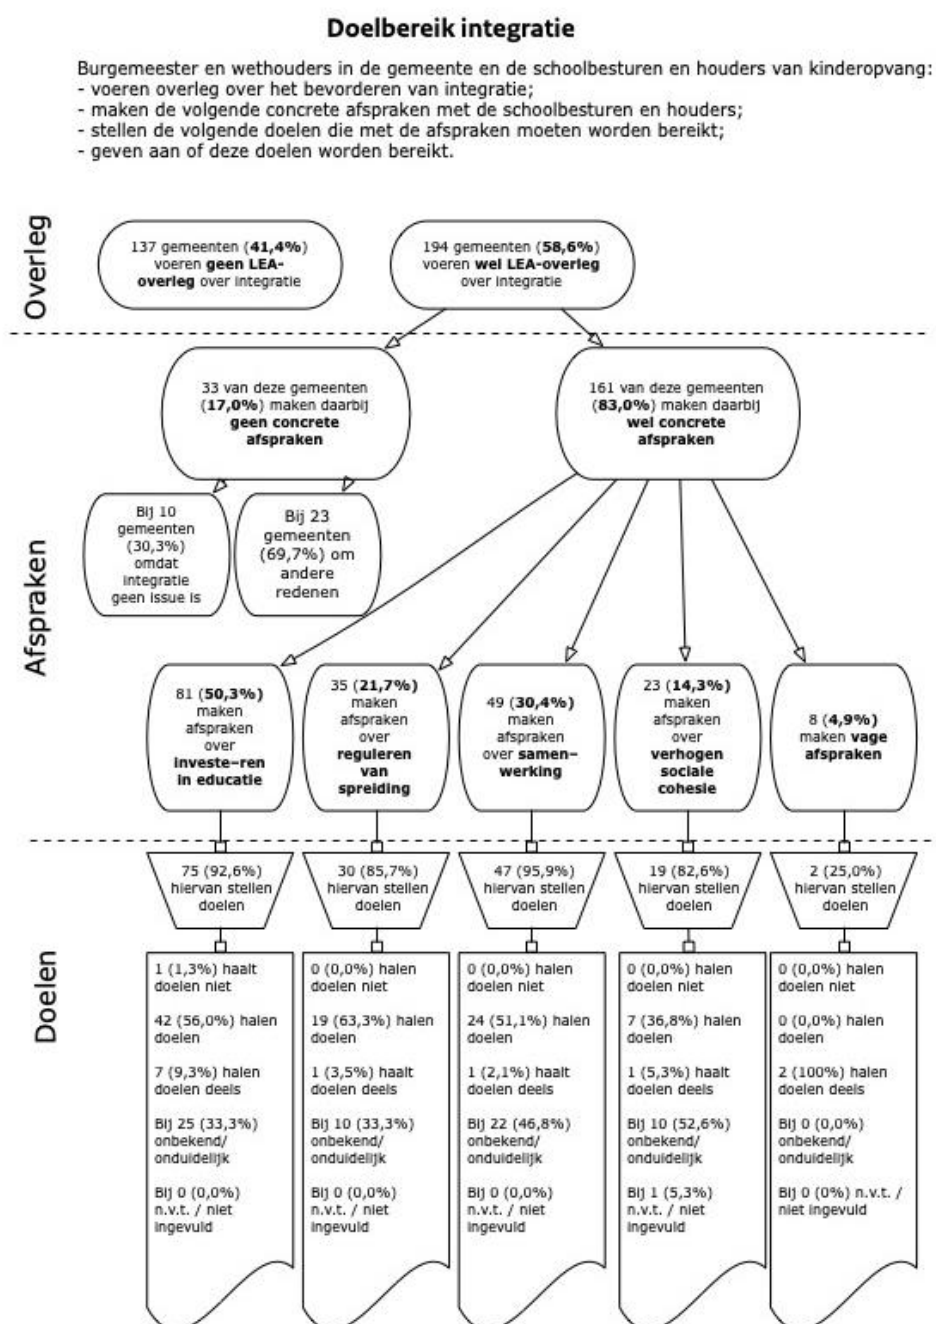 Doelbereik integratie
Burgemeester en wethouders in de gemeente en de schoolbesturen en houders van kinderopvang:
- voeren overleg over het bevorderen van integratie;
- maken de volgende concrete afspraken met de schoolbesturen en houders;
- stellen de volgende doelen die met de afspraken moeten worden bereikt;
- geven aan of deze doelen worden bereikt.
Overleg
137 gemeenten (41,4%)
voeren geen LEA-
overleg over integratie
194 gemeenten (58,6%)
voeren wel LEA-overleg
over integratie
Afspraken
33 van deze gemeenten
(17,0%) maken daarbij
geen concrete
afspraken
161 van deze gemeenten
(83,0%) maken daarbij
wel concrete
afspraken
Bij 10
gemeenten
(30,3%)
omdat
integratie
geen issue is
Bij 23
gemeenten
(69,7%) om
andere
redenen
81 (50,3%)
maken
afspraken
over
investe-ren
in educatie
35 (21,7%)
maken
afspraken
over
reguleren
van
spreiding
49 (30,4%)
maken
afspraken
over samen-
werking
23 (14,3%)
maken
afspraken
over
verhogen
sociale
cohesie
8 (4,9%)
maken vage
afspraken
Doelen
75 (92,6%)
hiervan stellen
doelen
30 (85,7%)
hiervan stellen
doelen
47 (95,9%)
hiervan stellen
doelen
19 (82,6%)
hiervan stellen
doelen
2 (25,0%)
hiervan stellen
doelen
1 (1,3%) haalt
doelen niet
42 (56,0%) halen
doelen
7 (9,3%) halen
doelen deels
Bij 25 (33,3%)
onbekend/
onduidelijk
Bij 0 (0,0%)
n.v.t. / niet
ingevuld
0 (0,0%) halen
doelen niet
19 (63,3%) halen
doelen
1 (3,5%) haalt
doelen deels
Bij 10 (33,3%)
onbekend/
onduidelijk
Bij 0 (0,0%)
n.v.t. / niet
ingevuld
0 (0,0%) halen
doelen niet
24 (51,1%) halen
doelen
1 (2,1%) haalt
doelen deels
Bij 22 (46,8%)
onbekend/
onduidelijk
Bij 0 (0,0%)
n.v.t. / niet
ingevuld
0 (0,0%) halen
doelen niet
7 (36,8%) halen
doelen
1 (5,3%) haalt
doelen deels
Bij 10 (52,6%)
onbekend/
onduidelijk
Bij 1 (5,3%)
n.v.t. / niet
ingevuld
0 (0,0%) halen
doelen niet
0 (0,0%) halen
doelen
2 (100%) halen
doelen deels
Bij 0 (0,0%)
onbekend/
onduidelijk
Bij 0 (0%) n.v.t. /
niet ingevuld